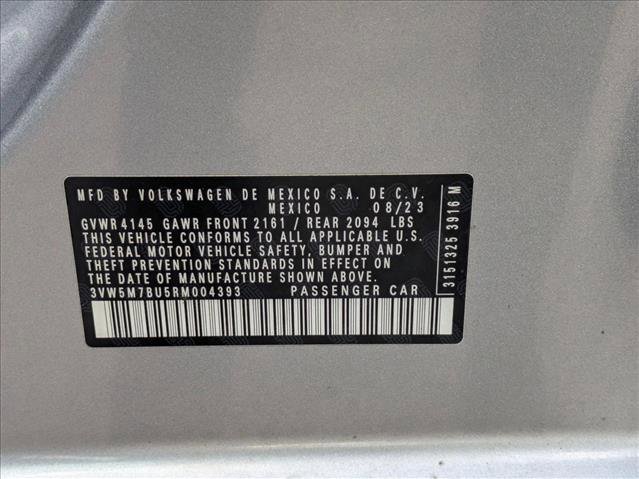 MFD BY VOLKSWAGEN DE MEXICO S.A. DE C.V.
MEXICO 08/23
GVWR 4145 GAWR FRONT 2161 / REAR 2094 LBS
THIS VEHICLE CONFORMS TO ALL APPLICABLE U.S.
FEDERAL MOTOR VEHICLE SAFETY, BUMPER AND
THEFT PREVENTION STANDARDS IN EFFECT ON
THE DATE OF MANUFACTURE SHOWN ABOVE.
3VW5M7BU5RM004393 PASSENGER CAR
3151325 3916 M